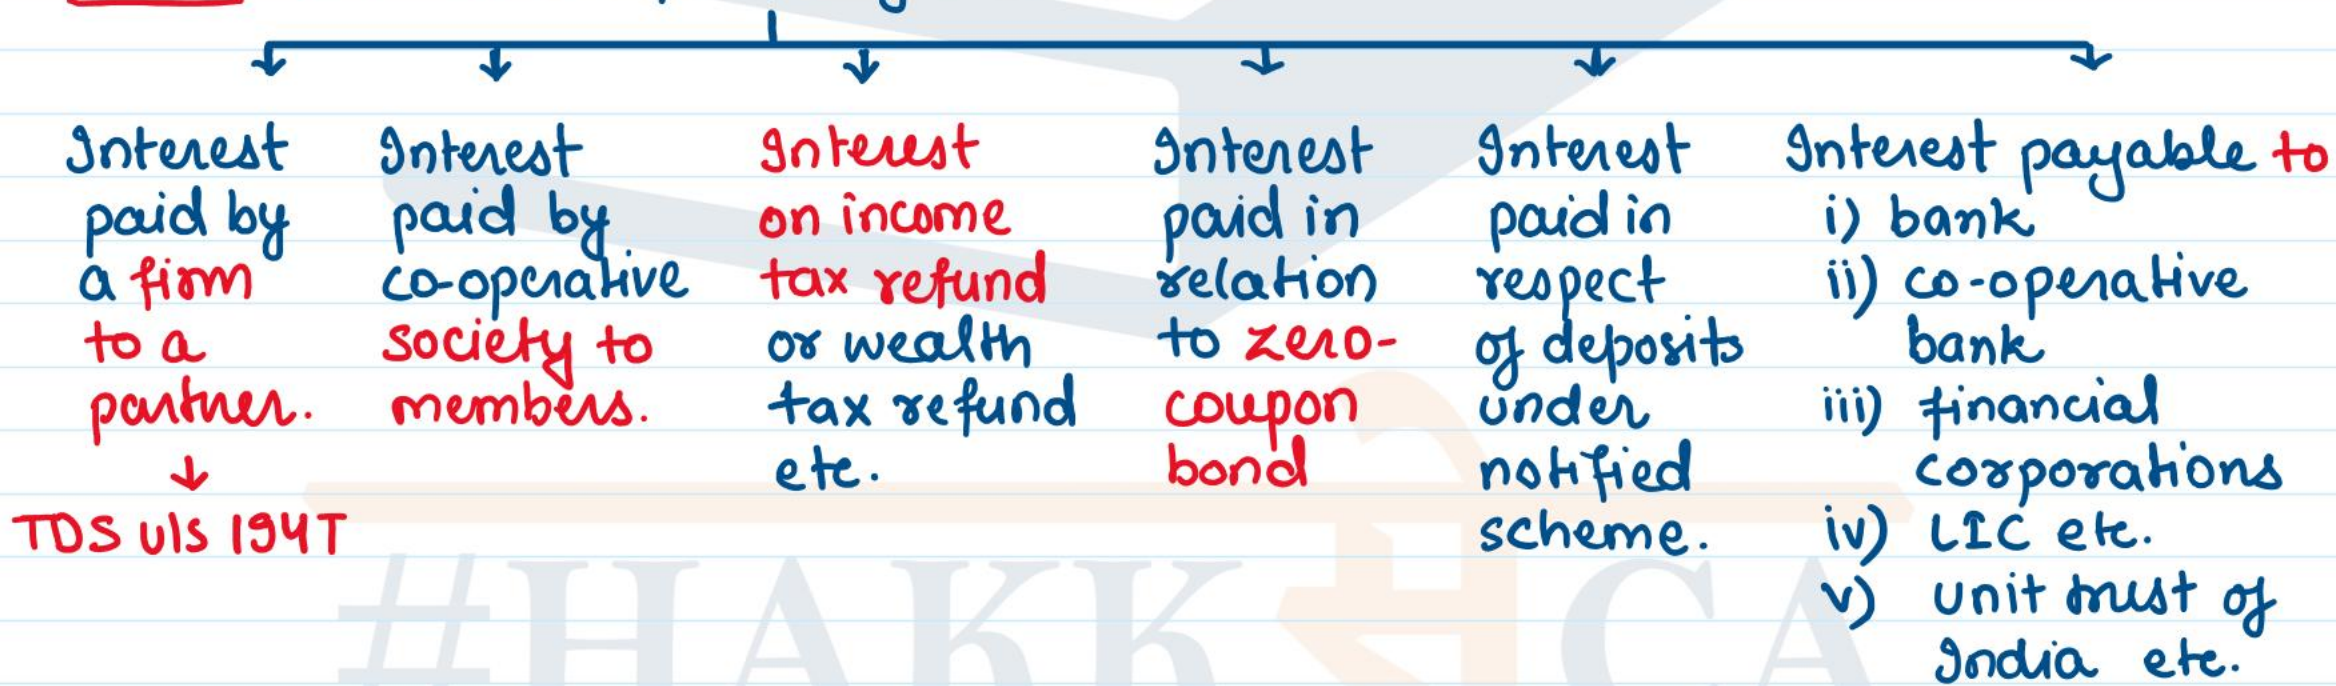 Interest
paid by
a firm
to a
partner.
TDS u/s 194T
Interest
paid by
co-operative
society to
members.
Interest
on income
tax refund
or wealth
tax refund
etc.
Interest
paid in
relation
to zero-
coupon
bond
Interest
paid in
respect
of deposits
under
notified
scheme.
Interest payable to
i) bank
ii) co-operative
bank
iii) financial
corporations
iv) LIC etc.
v) unit trust of
India etc.
#HAKK से CA